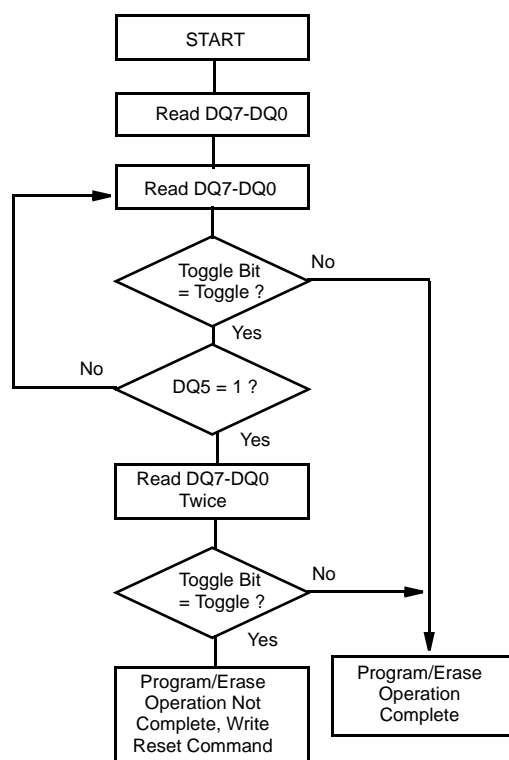 START
Read DQ7-DQ0
Read DQ7-DQ0
Toggle Bit
= Toggle ?
No
Yes
No
DQ5 = 1 ?
Yes
Read DQ7-DQ0
Twice
Toggle Bit
= Toggle ?
No
Yes
Program/Erase
Operation Not
Complete, Write
Reset Command
Program/Erase
Operation
Complete